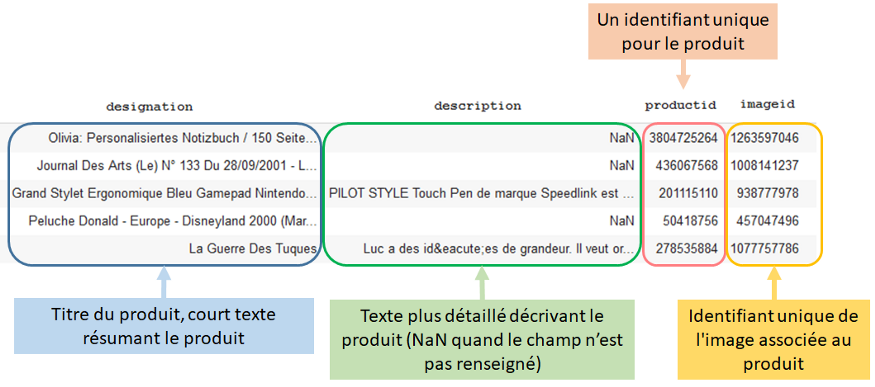 Un identifiant unique
pour le produit
designation description productid imageid
Olivia: Personalisiertes Notizbuch / 150 Seite... NaN 3804725264 1263597046
Journal Des Arts (Le) N° 133 Du 28/09/2001 - L... NaN 436067568 1008141237
Grand Stylet Ergonomique Bleu Gamepad Nintendo... PILOT STYLE Touch Pen de marque Speedlink est ... 201115110 938777978
Peluche Donald - Europe - Disneyland 2000 (Mar... NaN 50418756 457047496
La Guerre Des Tuques Luc a des id&eacute;es de grandeur. Il veut or... 278535884 1077757786
Titre du produit, court texte
résumant le produit
Texte plus détaillé décrivant le
produit (NaN quand le champ n’est
pas renseigné)
Identifiant unique de
l'image associée au
produit